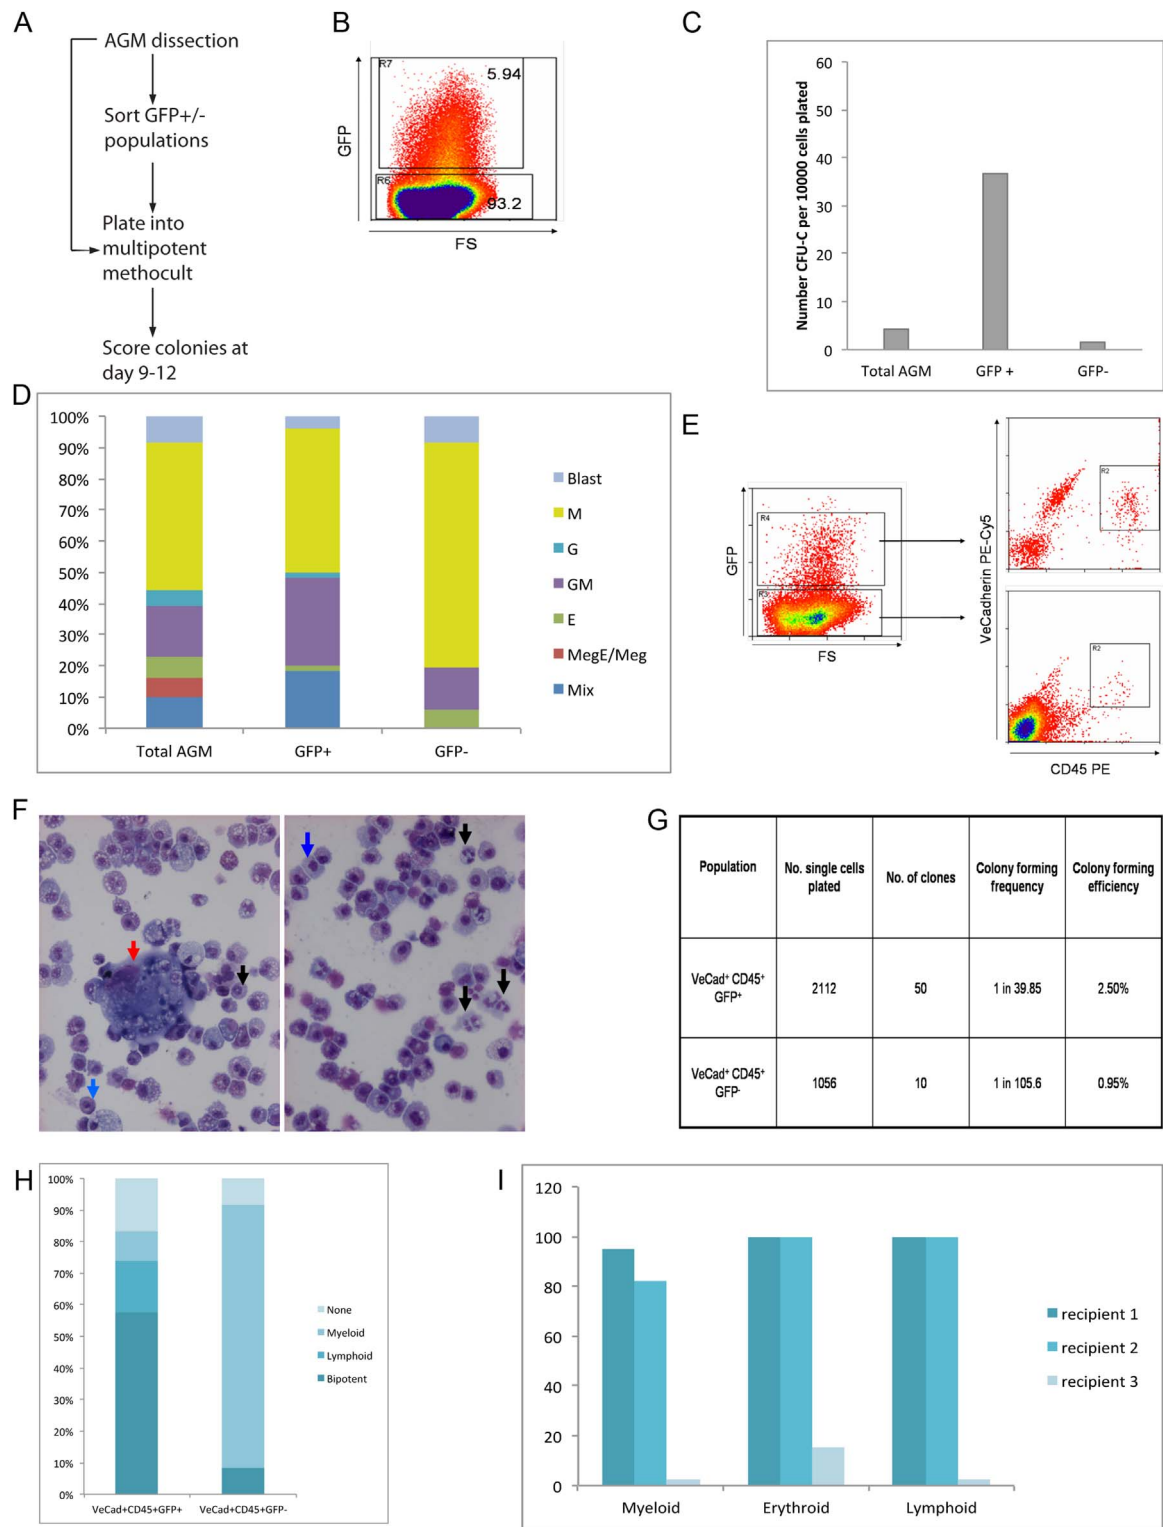 A
AGM dissection
Sort GFP+/-
populations
Plate into
multipotent
methocult
Score colonies at
day 9-12
B
R7
5.94
GFP
R6
93.2
FS
C
Number CFU-C per 10000 cells plated
60
50
40
30
20
10
0
Total AGM
GFP +
GFP-
D
100%
90%
80%
70%
60%
50%
40%
30%
20%
10%
0%
Total AGM
GFP+
GFP-
Blast
M
G
GM
E
MegE/Meg
Mix
E
R4
GFP
R3
FS
R2
VeCadherin PE-Cy5
R2
CD45 PE
F
G
Population
No. single cells
plated
No. of clones
Colony forming
frequency
Colony forming
efficiency
VeCad⁺ CD45⁺
GFP⁺
2112
50
1 in 39.85
2.50%
VeCad⁺ CD45⁺
GFP⁻
1056
10
1 in 105.6
0.95%
H
100%
90%
80%
70%
60%
50%
40%
30%
20%
10%
0%
VeCad+CD45+GFP+
VeCad+CD45+GFP-
None
Myeloid
Lymphoid
Bipotent
I
120
100
80
60
40
20
0
Myeloid
Erythroid
Lymphoid
recipient 1
recipient 2
recipient 3